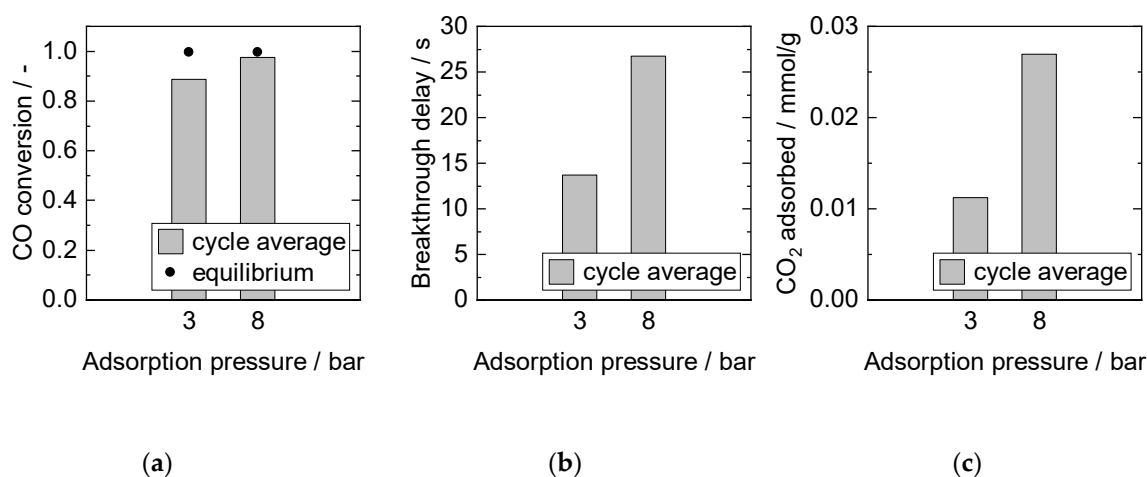 CO conversion / -
1.0
0.8
0.6
0.4
0.2
0.0
cycle average
equilibrium
3 8
Adsorption pressure / bar
(a)
Breakthrough delay / s
30
25
20
15
10
5
0
cycle average
3 8
Adsorption pressure / bar
(b)
CO₂ adsorbed / mmol/g
0.03
0.02
0.01
0.00
cycle average
3 8
Adsorption pressure / bar
(c)